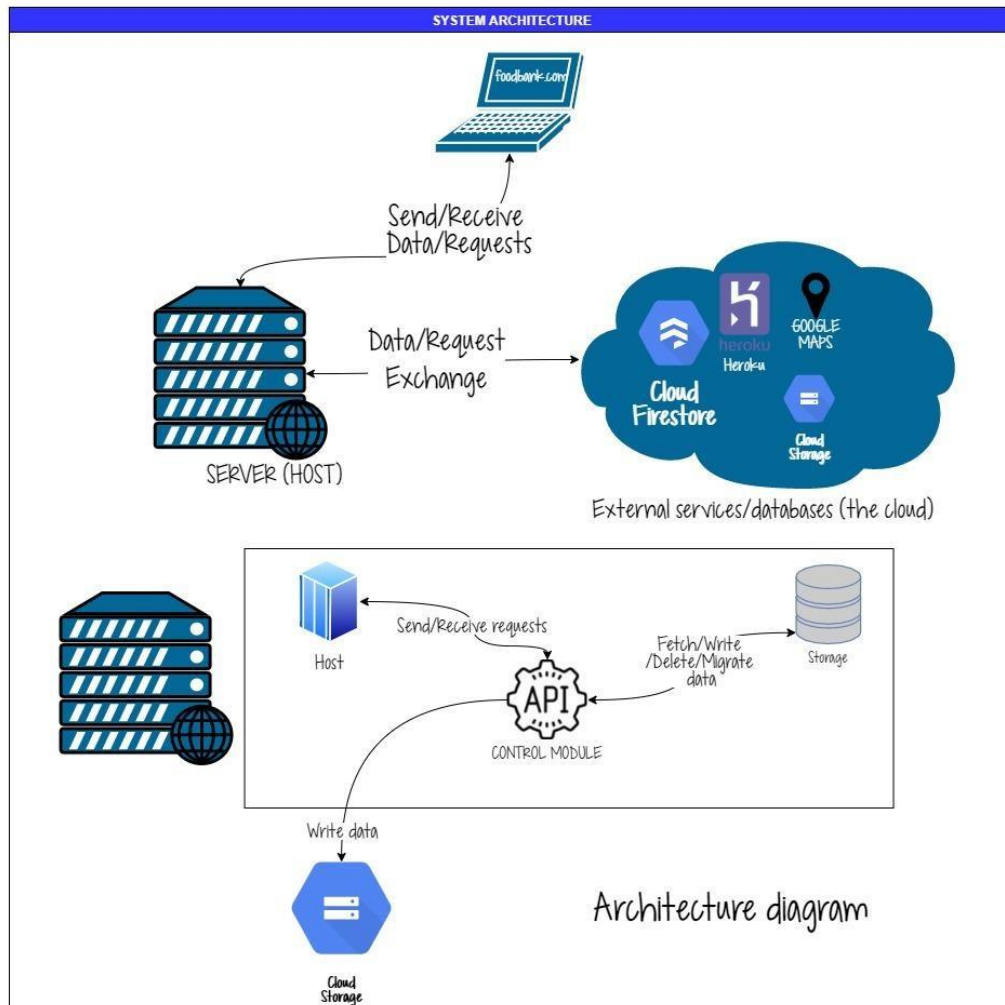 SYSTEM ARCHITECTURE
foodbank.com
Send/Receive
Data/Requests
Data/Request
Exchange
heroku
Heroku
GOOGLE
MAPS
Cloud
Firestore
Cloud
Storage
SERVER (HOST)
External services/databases (the cloud)
Host
Send/Receive requests
Fetch/Write
/Delete/Migrate
data
Storage
API
CONTROL MODULE
Write data
Architecture diagram
Cloud
Storage